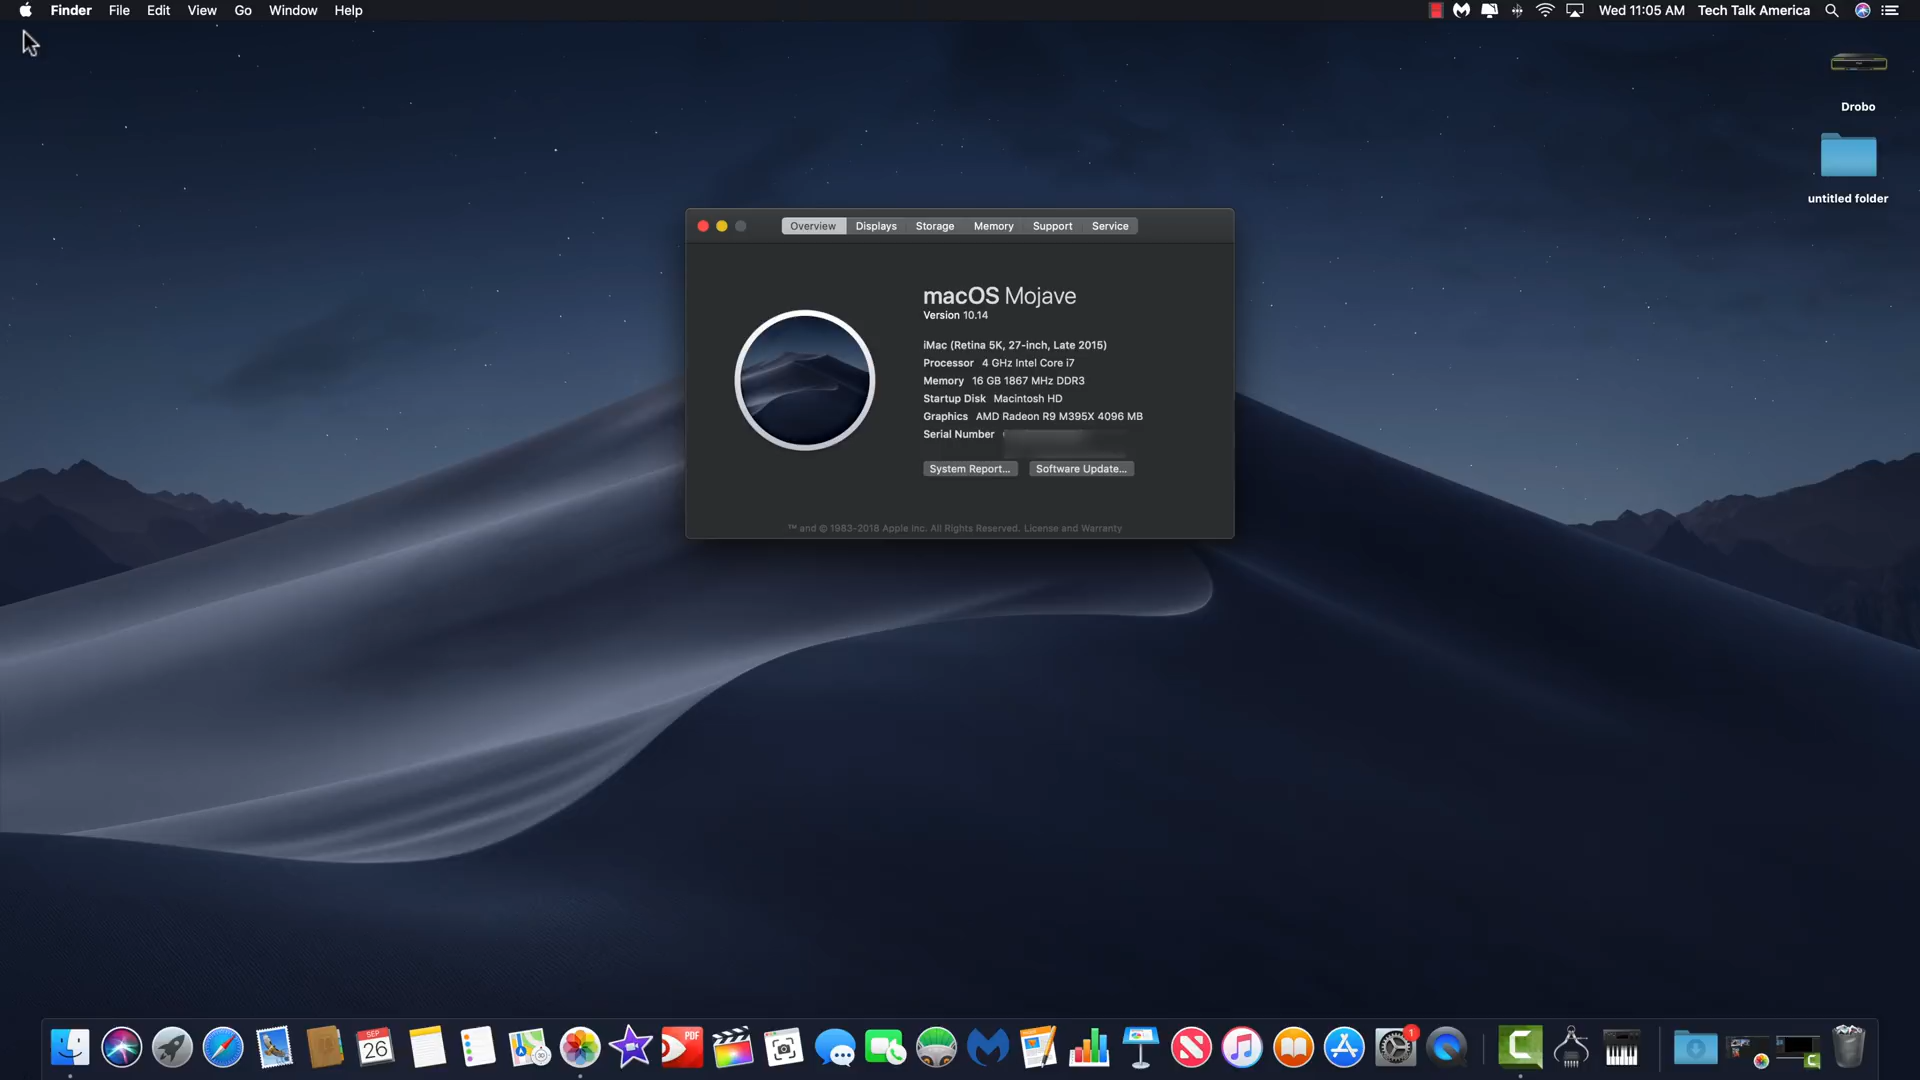 Finder File Edit View Go Window Help
Wed 11:05 AM Tech Talk America
Drobo
untitled folder
Overview Displays Storage Memory Support Service
macOS Mojave
Version 10.14
iMac (Retina 5K, 27-inch, Late 2015)
Processor 4 GHz Intel Core i7
Memory 16 GB 1867 MHz DDR3
Startup Disk Macintosh HD
Graphics AMD Radeon R9 M395X 4096 MB
Serial Number
System Report... Software Update...
™ and © 1983-2018 Apple Inc. All Rights Reserved. License and Warranty
SEP
26
PDF
1